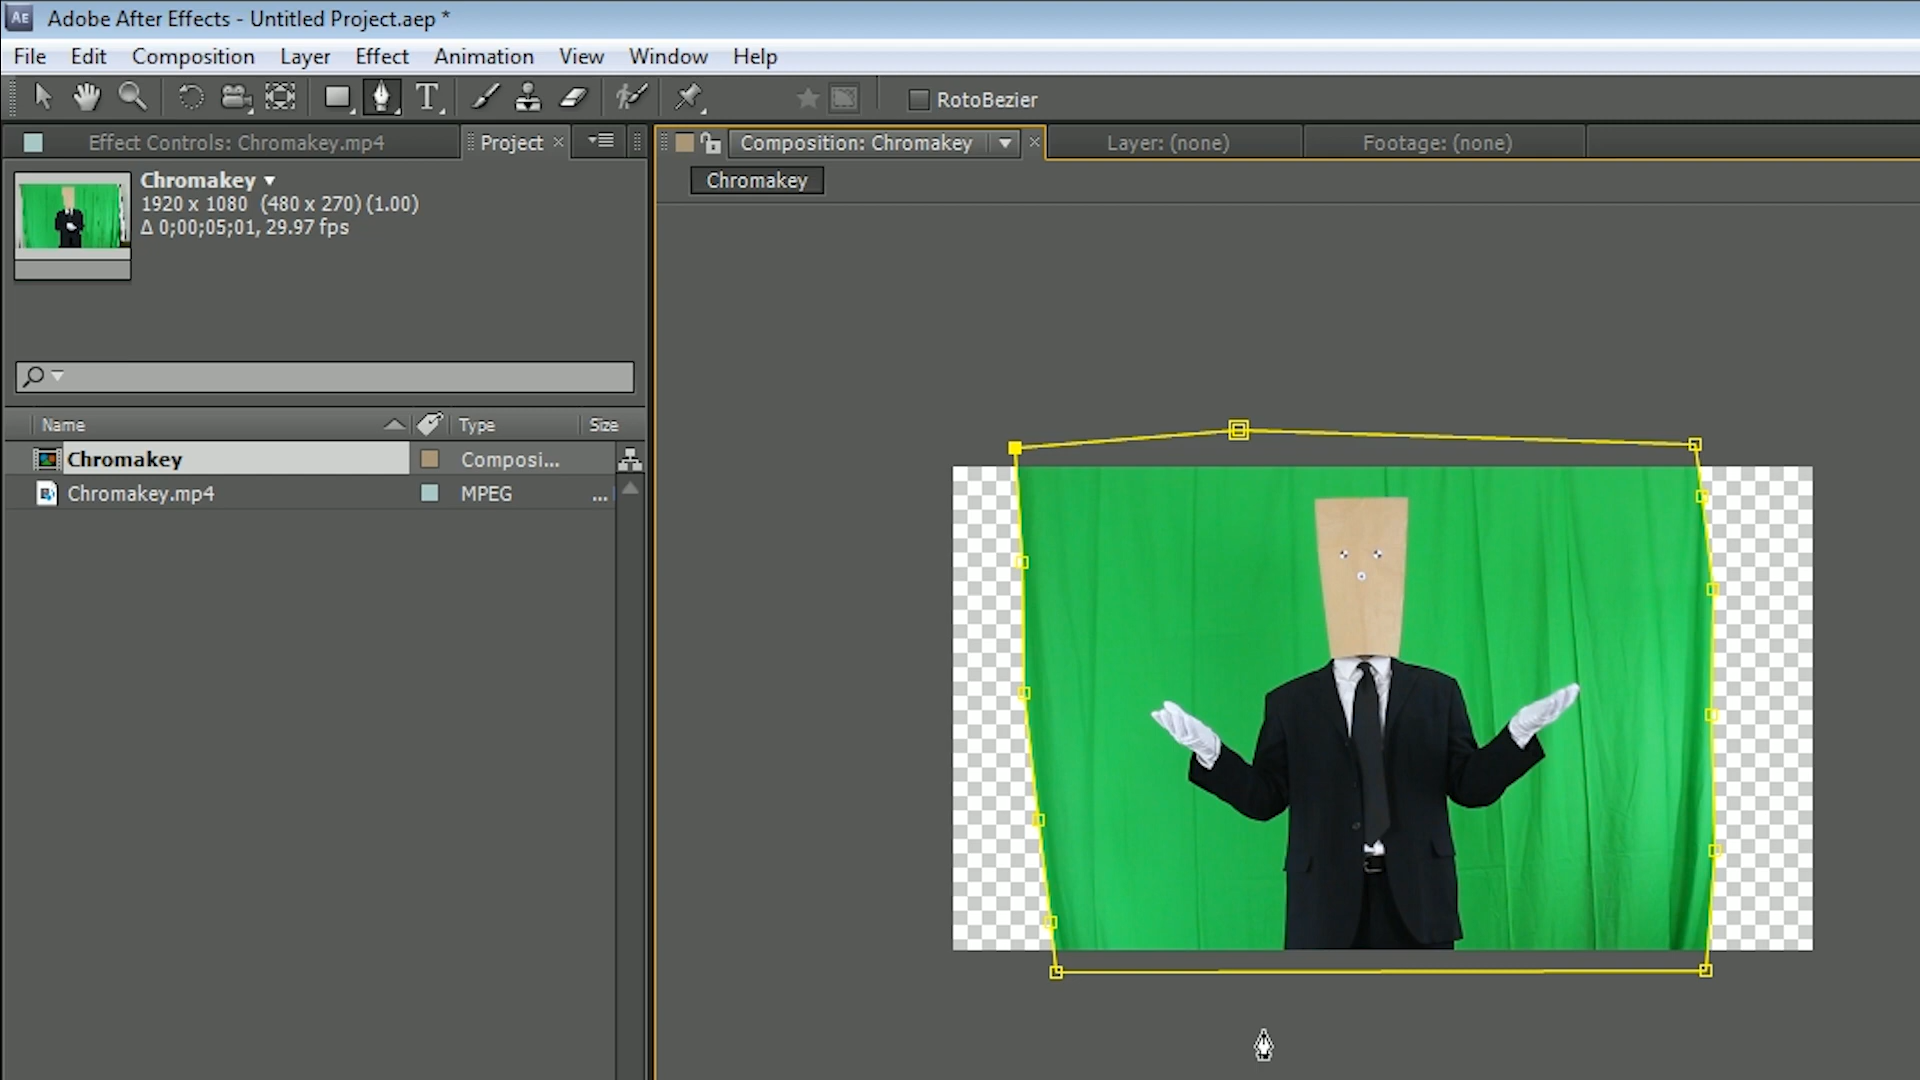 AE Adobe After Effects - Untitled Project.aep *
File Edit Composition Layer Effect Animation View Window Help
T RotoBezier
Effect Controls: Chromakey.mp4 Project × Composition: Chromakey × Layer: (none) Footage: (none)
Chromakey
Chromakey
1920 x 1080 (480 x 270) (1.00)
Δ 0;00;05;01, 29.97 fps
Name Type Size
Chromakey Composi...
Chromakey.mp4 MPEG ...